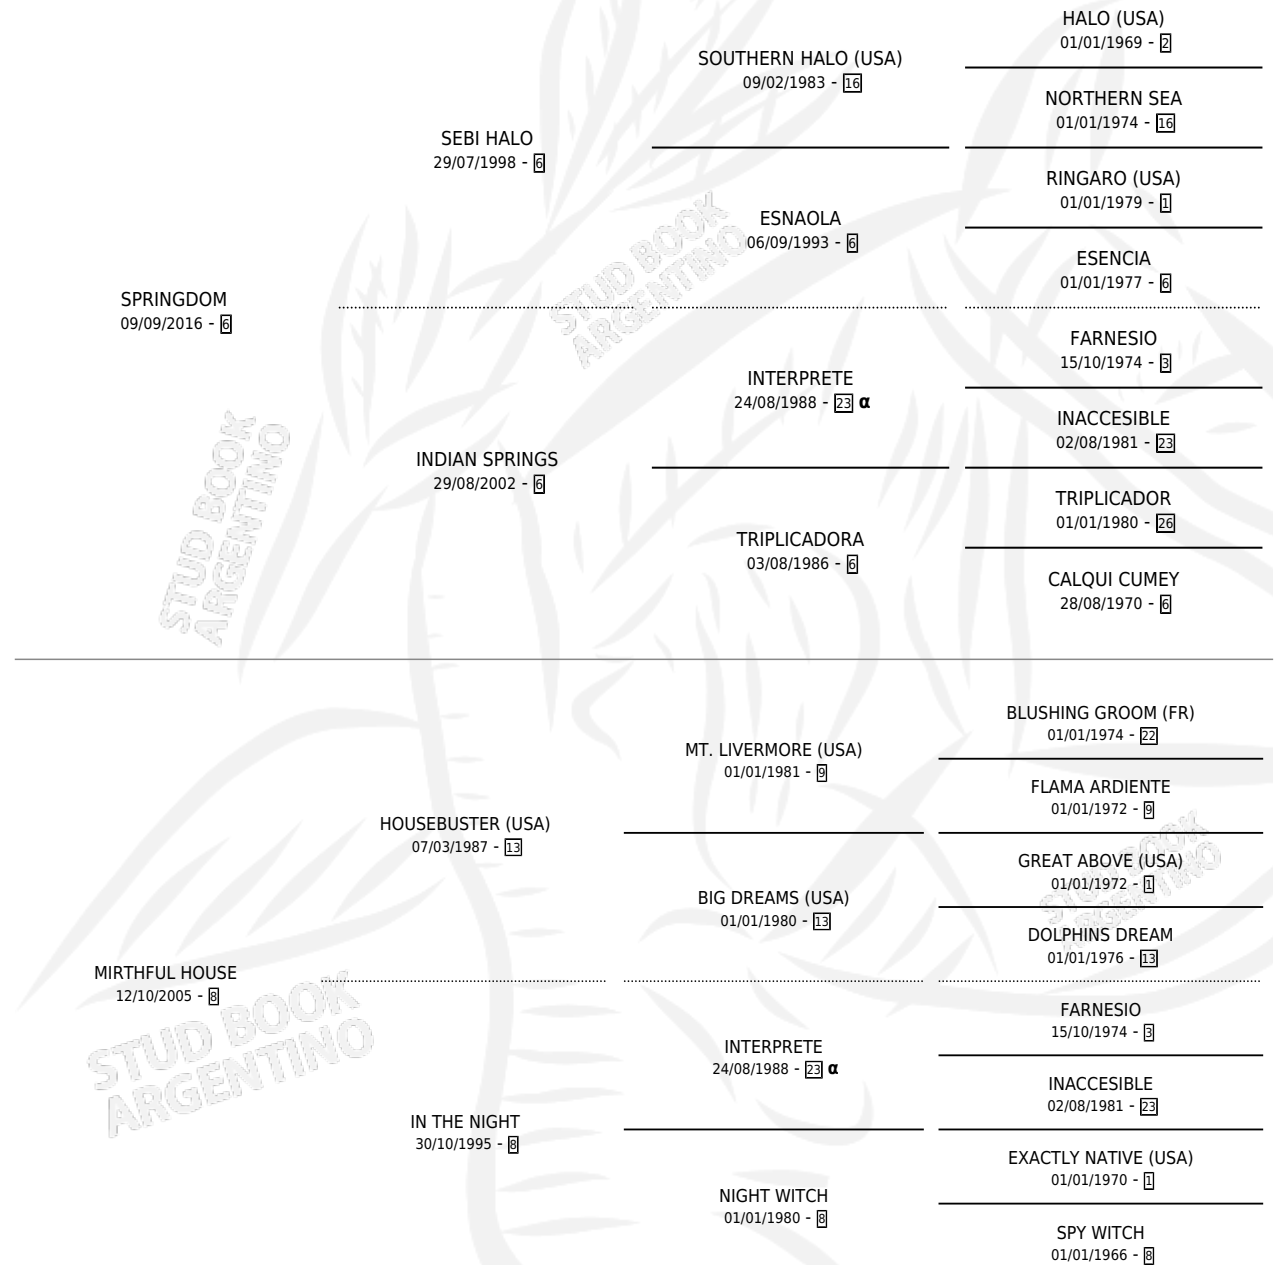 HALO (USA)
01/01/1969 - 2
SOUTHERN HALO (USA)
09/02/1983 - 16
NORTHERN SEA
01/01/1974 - 16
SEBI HALO
29/07/1998 - 6
RINGARO (USA)
01/01/1979 - 1
ESNAOLA
06/09/1993 - 6
ESENCIA
01/01/1977 - 6
SPRINGDOM
09/09/2016 - 6
FARNESIO
15/10/1974 - 3
INTERPRETE
24/08/1988 - 23 α
INACCESIBLE
02/08/1981 - 23
INDIAN SPRINGS
29/08/2002 - 6
TRIPLICADOR
01/01/1980 - 26
TRIPLICADORA
03/08/1986 - 6
CALQUI CUMEY
28/08/1970 - 6
STUD BOOK
ARGENTINO
STUD BOOK
ARGENTINO
BLUSHING GROOM (FR)
01/01/1974 - 22
MT. LIVERMORE (USA)
01/01/1981 - 9
FLAMA ARDIENTE
01/01/1972 - 9
HOUSEBUSTER (USA)
07/03/1987 - 13
GREAT ABOVE (USA)
01/01/1972 - 1
BIG DREAMS (USA)
01/01/1980 - 13
DOLPHINS DREAM
01/01/1976 - 13
MIRTHFUL HOUSE
12/10/2005 - 8
FARNESIO
15/10/1974 - 3
INTERPRETE
24/08/1988 - 23 α
INACCESIBLE
02/08/1981 - 23
IN THE NIGHT
30/10/1995 - 8
EXACTLY NATIVE (USA)
01/01/1970 - 1
NIGHT WITCH
01/01/1980 - 8
SPY WITCH
01/01/1966 - 8
STUD BOOK
ARGENTINO
STUD BOOK
ARGENTINO